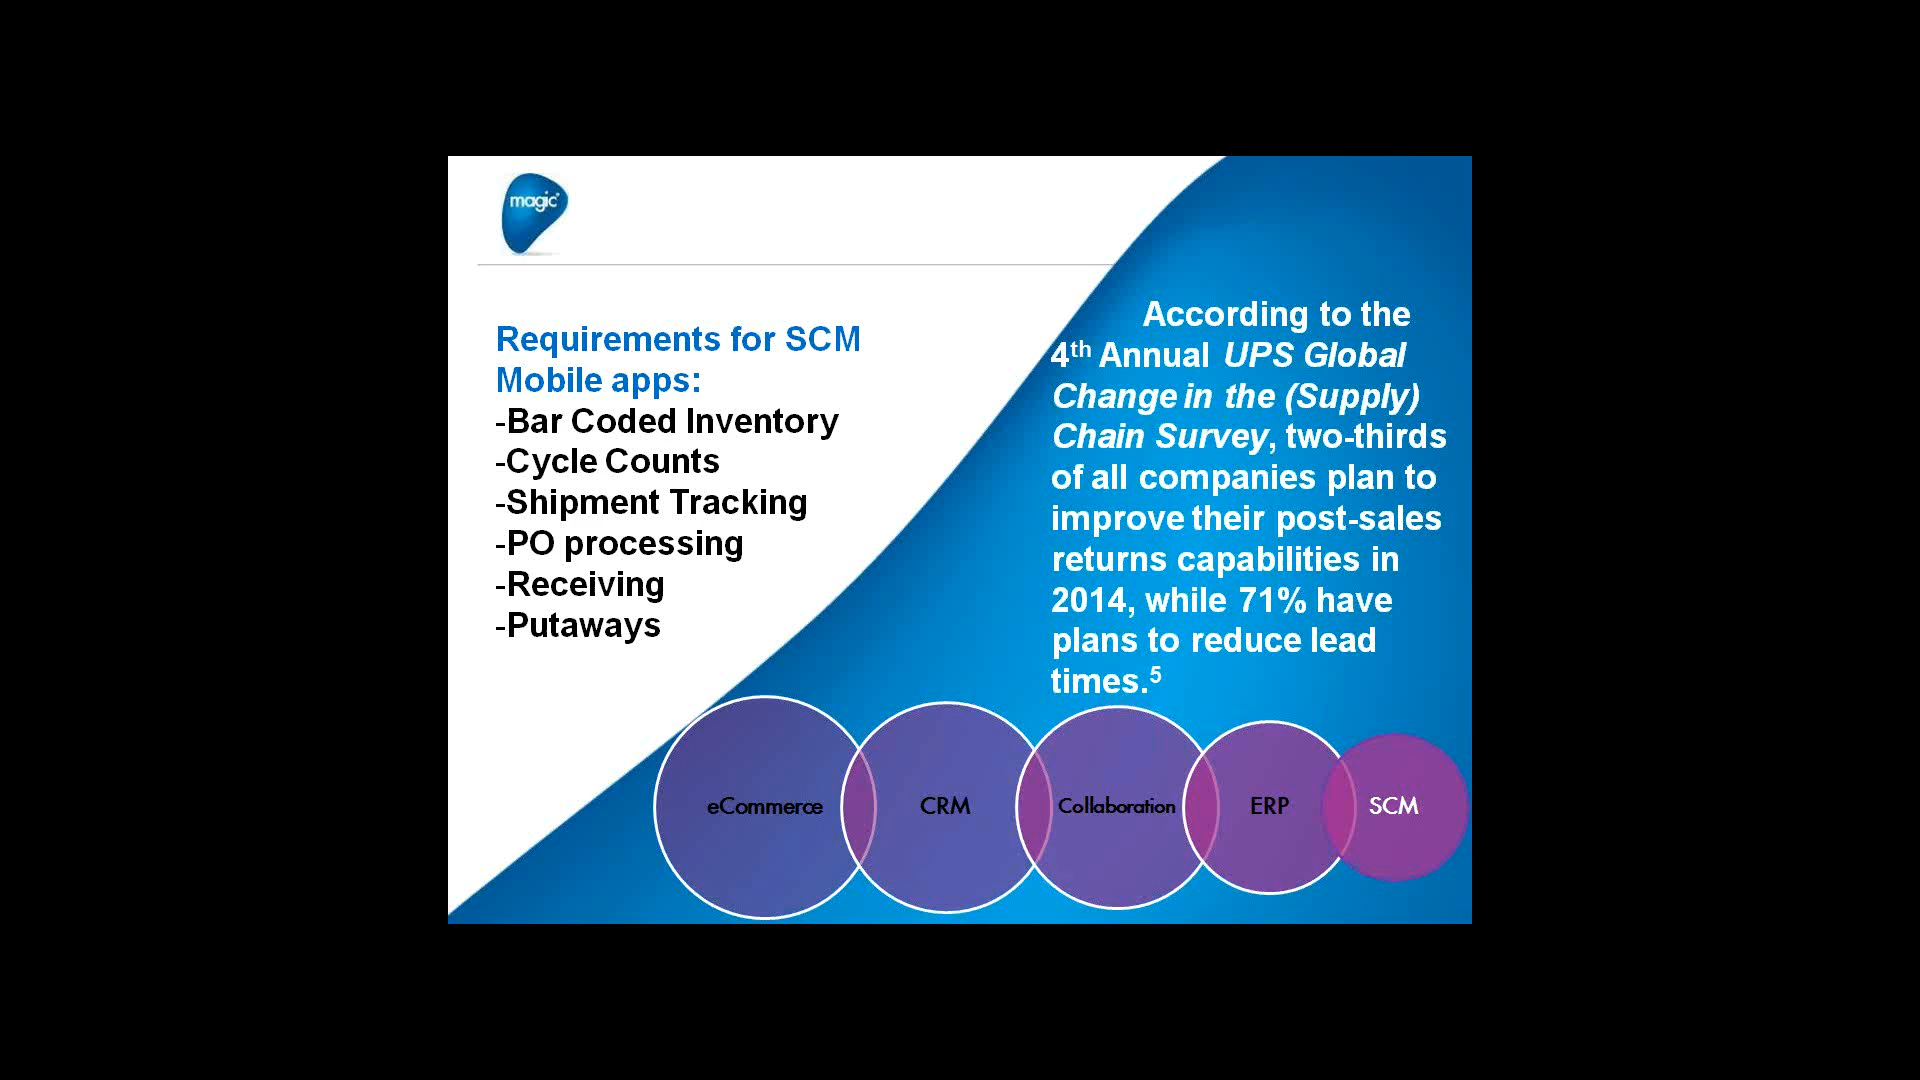 magic
Requirements for SCM
Mobile apps:
-Bar Coded Inventory
-Cycle Counts
-Shipment Tracking
-PO processing
-Receiving
-Putaways
According to the
4th Annual UPS Global
Change in the (Supply)
Chain Survey, two-thirds
of all companies plan to
improve their post-sales
returns capabilities in
2014, while 71% have
plans to reduce lead
times.5
eCommerce
CRM
Collaboration
ERP
SCM